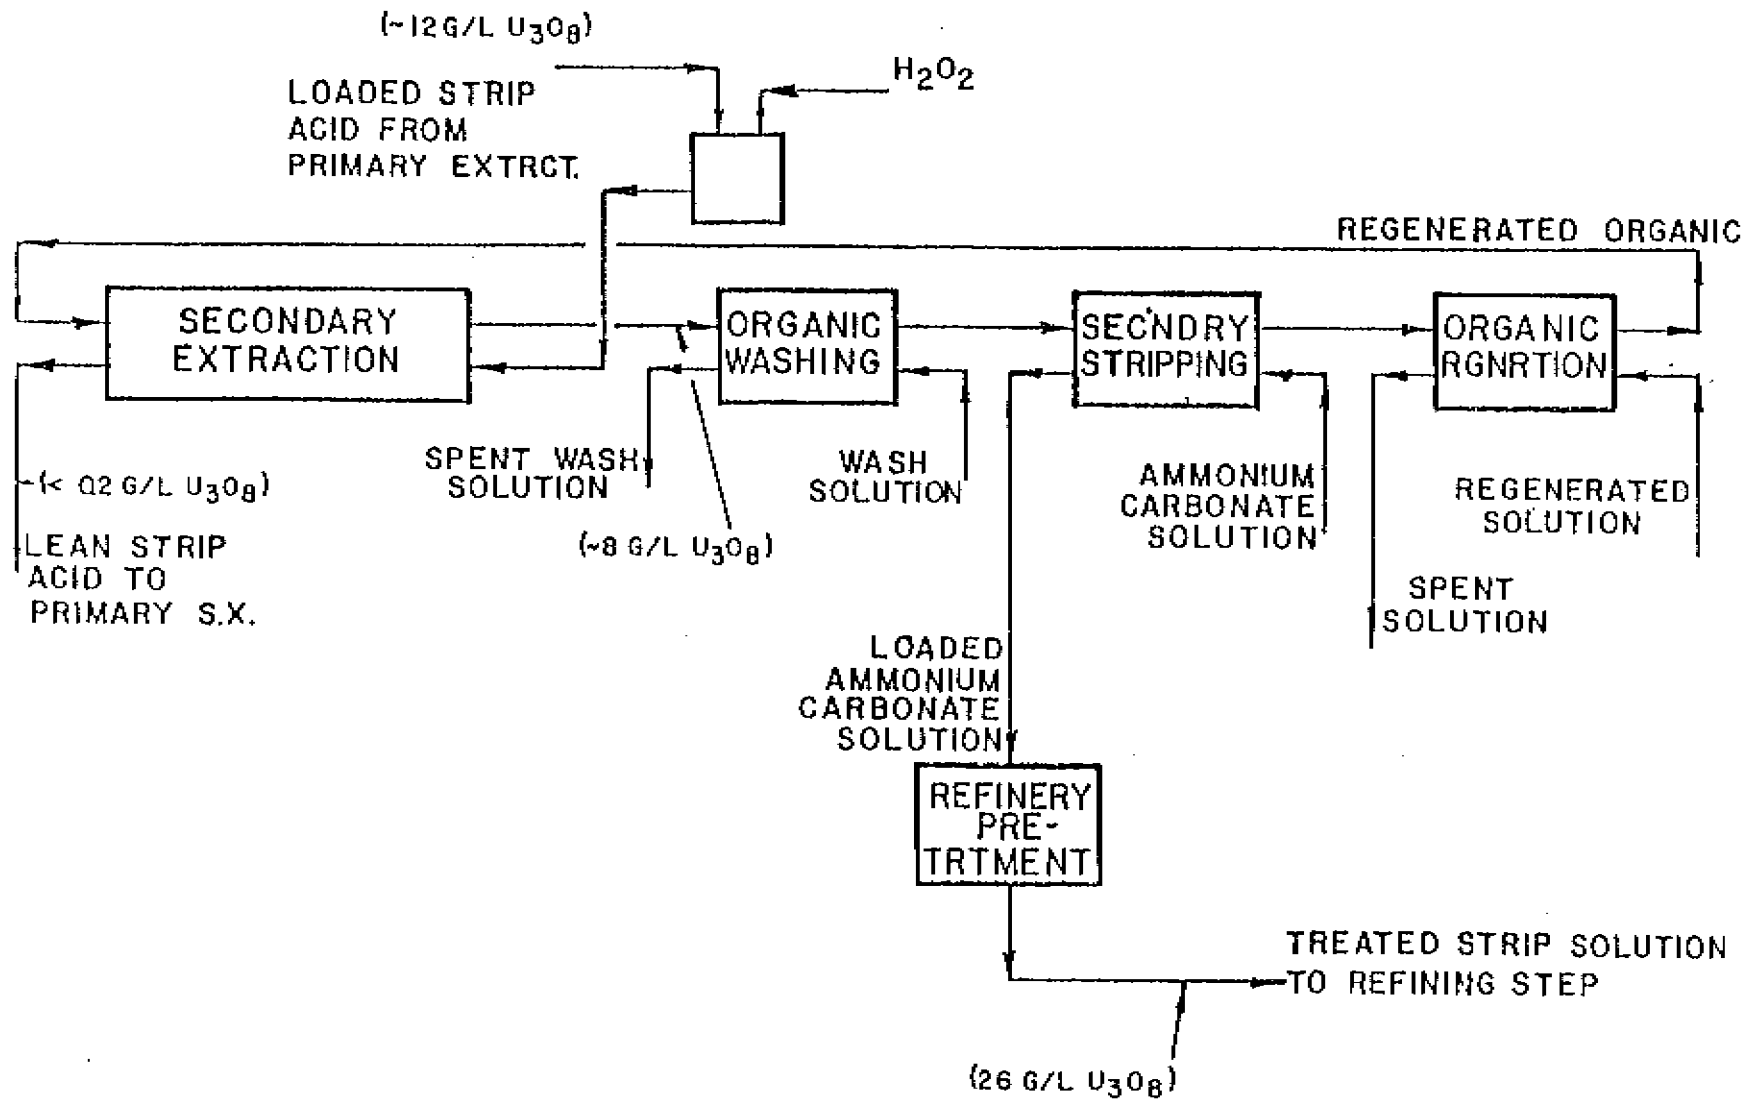 (~12 G/L U3O8)
LOADED STRIP
ACID FROM
PRIMARY EXTRCT.
H2O2
REGENERATED ORGANIC
SECONDARY
EXTRACTION
ORGANIC
WASHING
SEC'NDRY
STRIPPING
ORGANIC
RGNRTION
SPENT WASH
SOLUTION
WASH
SOLUTION
AMMONIUM
CARBONATE
SOLUTION
REGENERATED
SOLUTION
(< 0.2 G/L U3O8)
(~8 G/L U3O8)
LEAN STRIP
ACID TO
PRIMARY S.X.
SPENT
SOLUTION
LOADED
AMMONIUM
CARBONATE
SOLUTION
REFINERY
PRE-
TRTMENT
TREATED STRIP SOLUTION
TO REFINING STEP
(26 G/L U3O8)